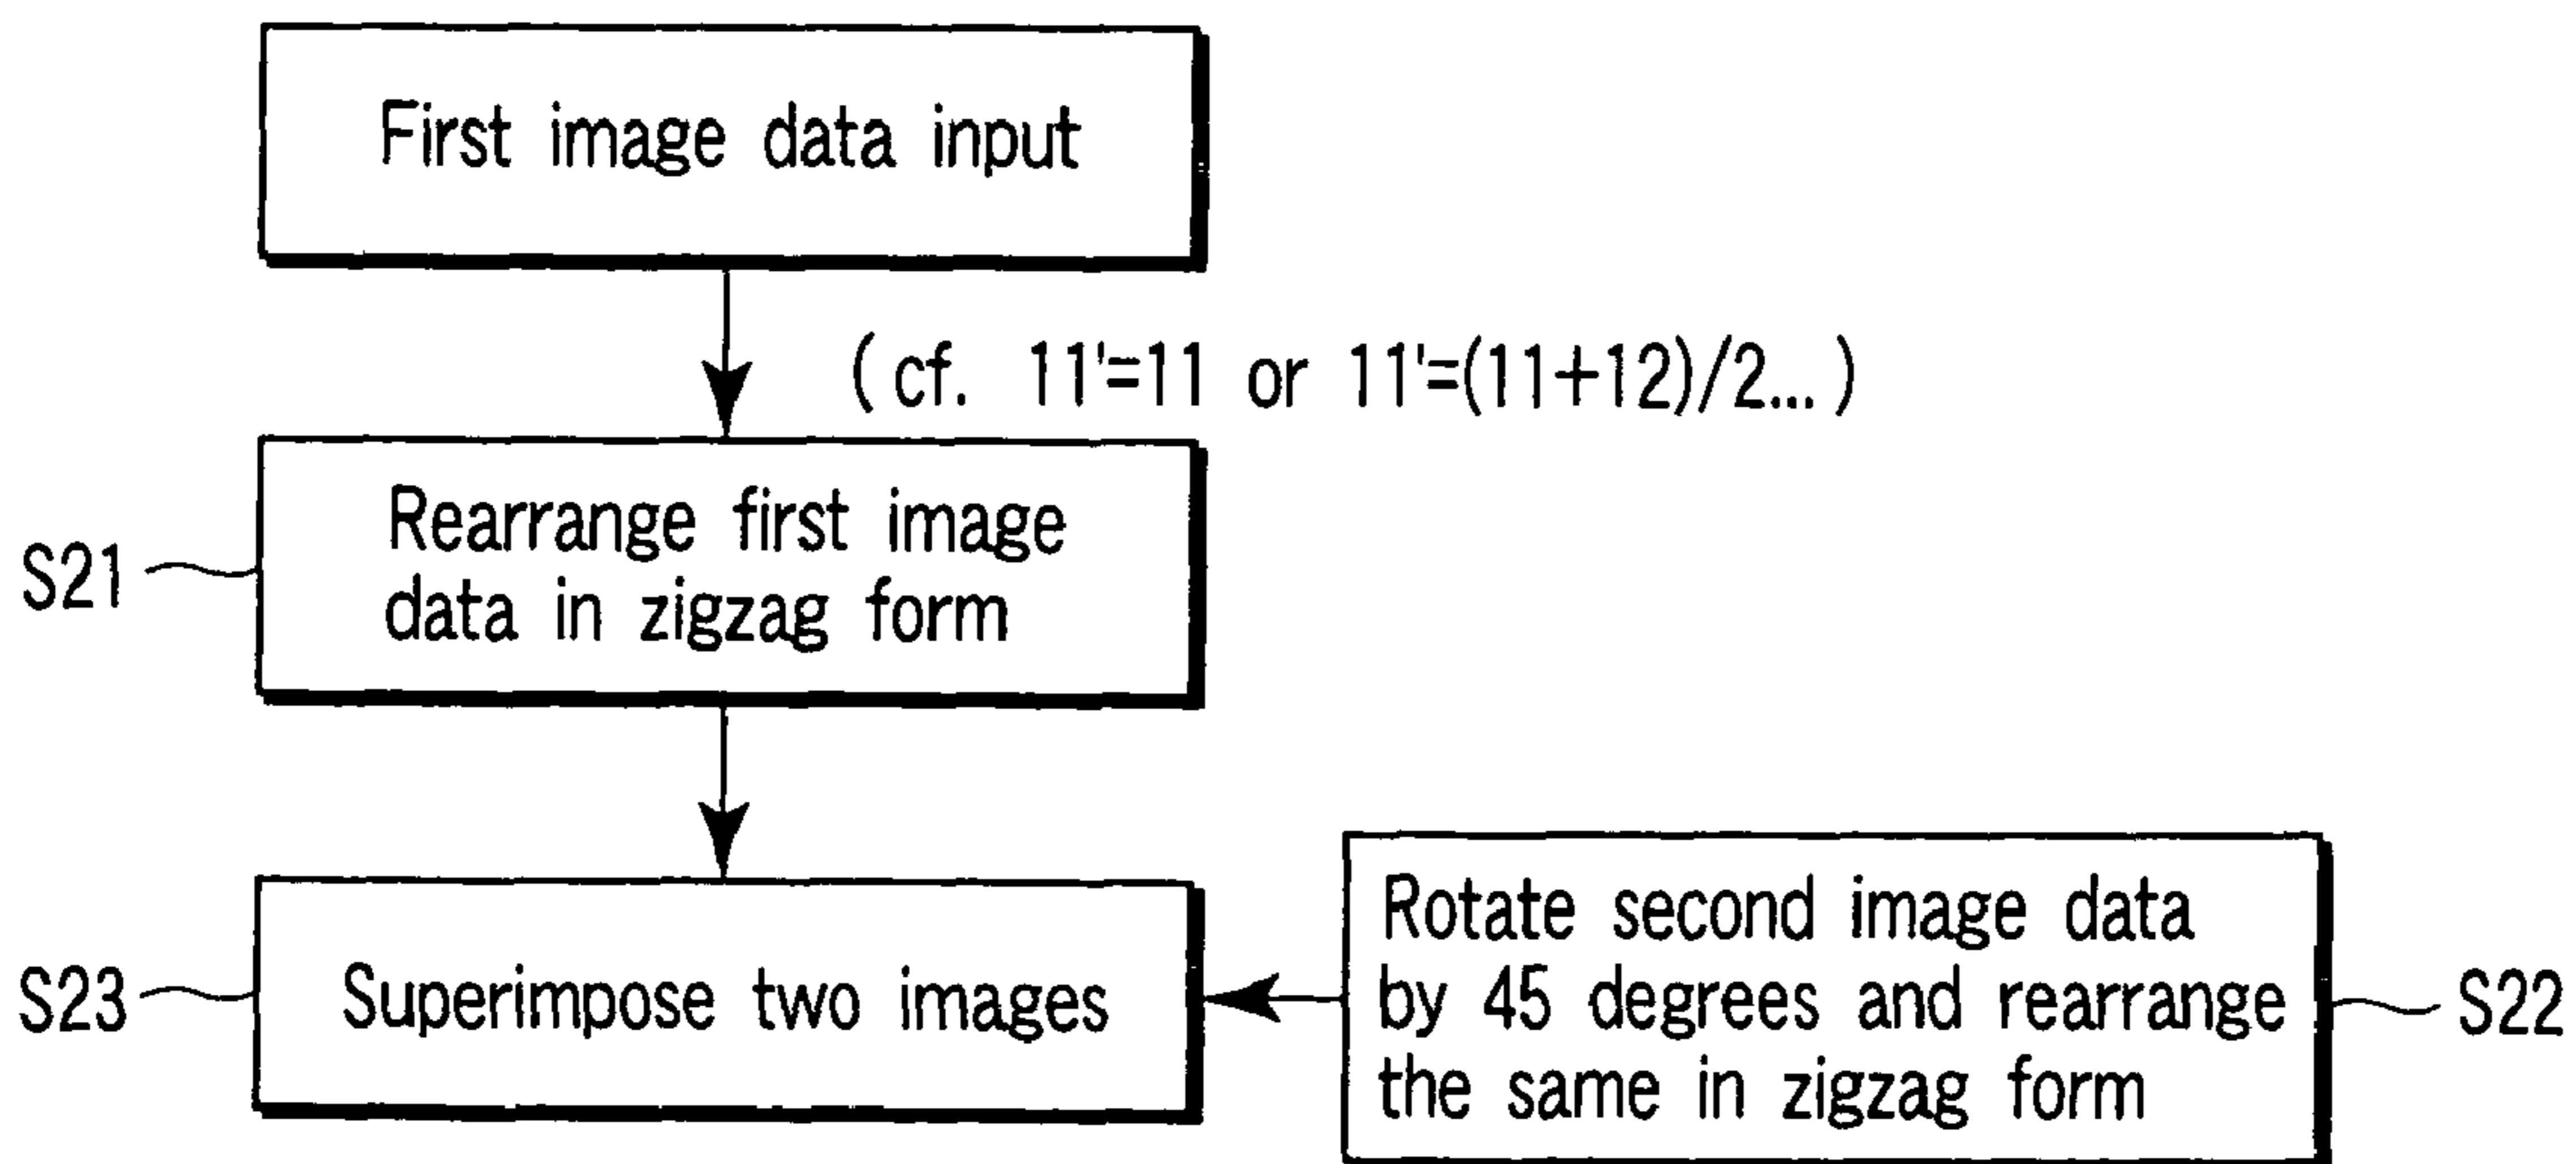 First image data input
( cf. 11'=11 or 11'=(11+12)/2... )
S21
Rearrange first image
data in zigzag form
S23
Superimpose two images
Rotate second image data
by 45 degrees and rearrange
the same in zigzag form
S22